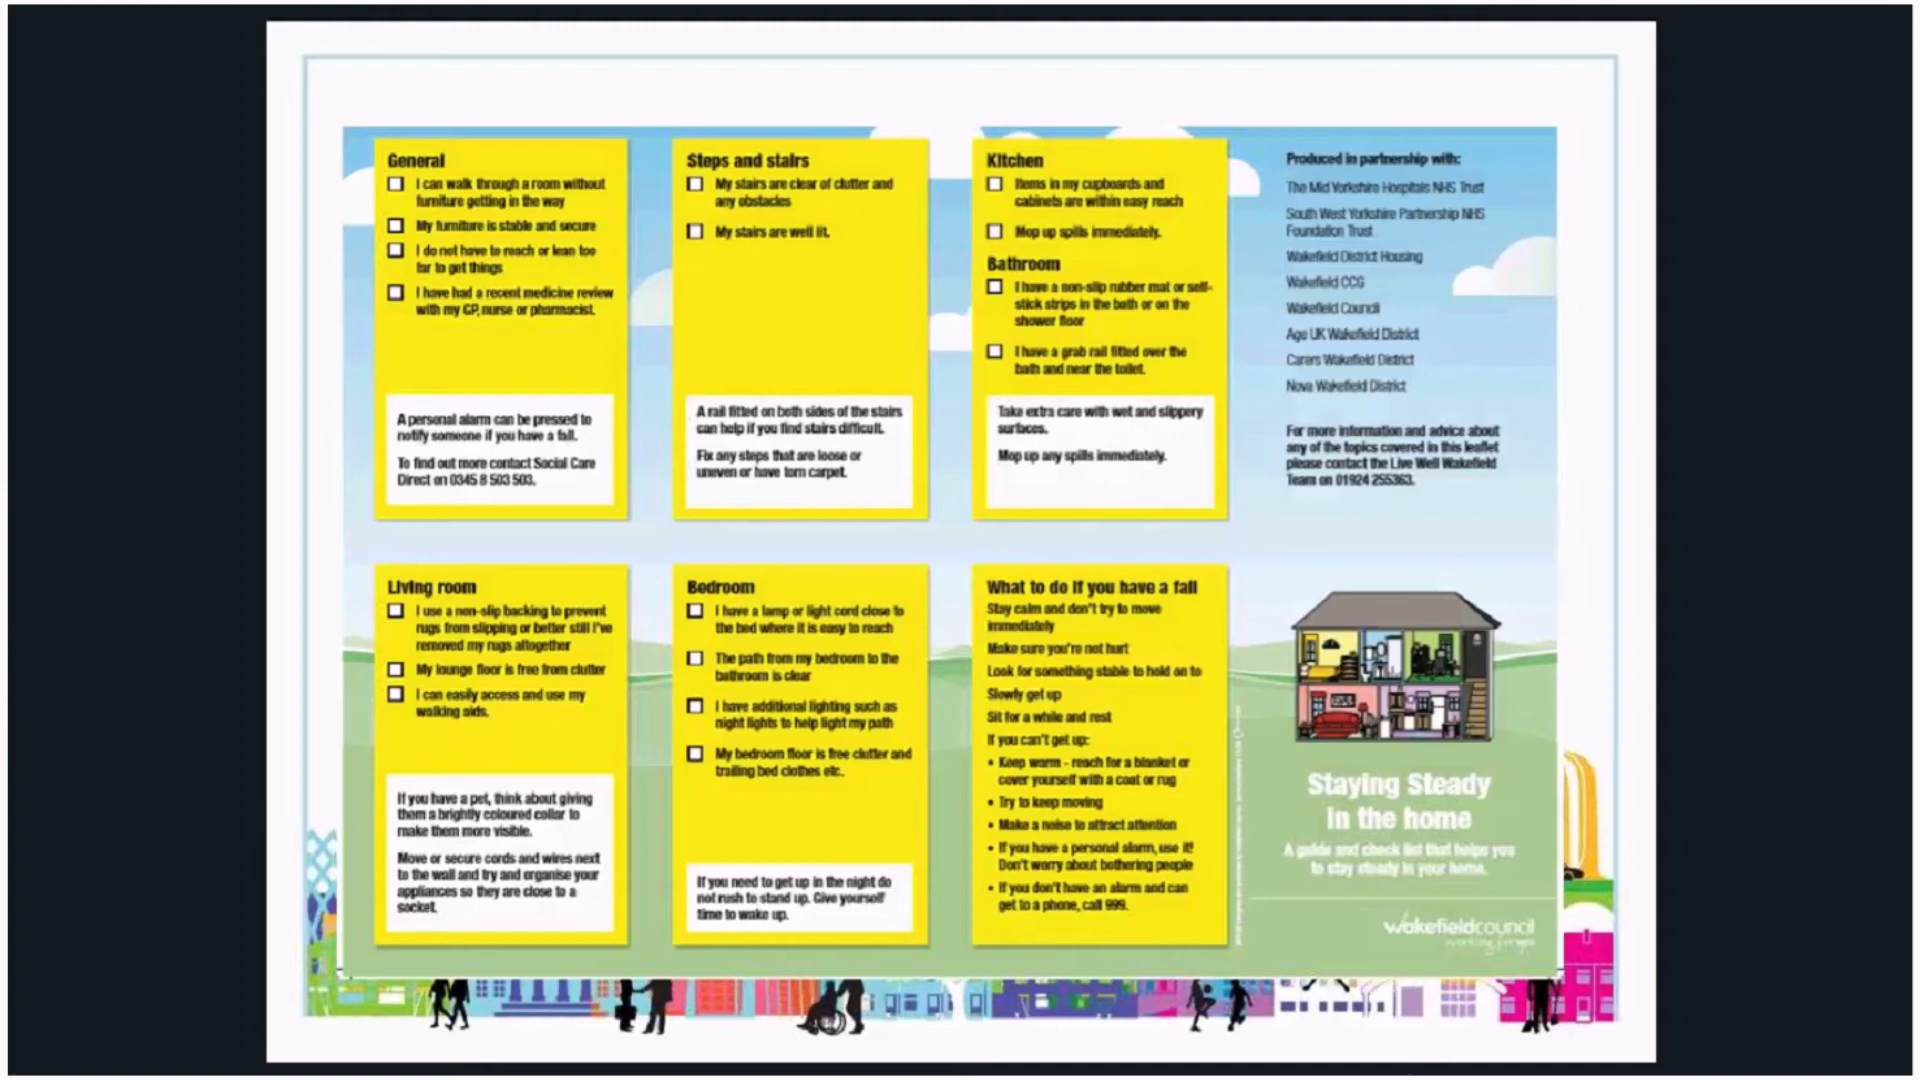 General
I can walk through a room without
furniture getting in the way
My furniture is stable and secure
I do not have to reach or lean too
far to get things
I have had a recent medicine review
with my GP, nurse or pharmacist.
A personal alarm can be pressed to
notify someone if you have a fall.
To find out more contact Social Care
Direct on 0345 8 503 503.
Steps and stairs
My stairs are clear of clutter and
any obstacles
My stairs are well lit.
A rail fitted on both sides of the stairs
can help if you find stairs difficult.
Fix any steps that are loose or
uneven or have torn carpet.
Kitchen
Items in my cupboards and
cabinets are within easy reach
Mop up spills immediately.
Bathroom
I have a non-slip rubber mat or self-
stick strips in the bath or on the
shower floor
I have a grab rail fitted over the
bath and near the toilet.
Take extra care with wet and slippery
surfaces.
Mop up any spills immediately.
Produced in partnership with:
The Mid Yorkshire Hospitals NHS Trust
South West Yorkshire Partnership NHS
Foundation Trust
Wakefield District Housing
Wakefield CCG
Wakefield Council
Age UK Wakefield District
Carers Wakefield District
Nova Wakefield District
For more information and advice about
any of the topics covered in this leaflet
please contact the Live Well Wakefield
Team on 01924 255363.
Living room
I use a non-slip backing to prevent
rugs from slipping or better still I've
removed my rugs altogether
My lounge floor is free from clutter
I can easily access and use my
walking aids.
If you have a pet, think about giving
them a brightly coloured collar to
make them more visible.
Move or secure cords and wires next
to the wall and try and organise your
appliances so they are close to a
socket.
Bedroom
I have a lamp or light cord close to
the bed where it is easy to reach
The path from my bedroom to the
bathroom is clear
I have additional lighting such as
night lights to help light my path
My bedroom floor is free clutter and
trailing bed clothes etc.
If you need to get up in the night do
not rush to stand up. Give yourself
time to wake up.
What to do if you have a fall
Stay calm and don't try to move
immediately
Make sure you're not hurt
Look for something stable to hold on to
Slowly get up
Sit for a while and rest
If you can't get up:
• Keep warm - reach for a blanket or
cover yourself with a coat or rug
• Try to keep moving
• Make a noise to attract attention
• If you have a personal alarm, use it!
Don't worry about bothering people
• If you don't have an alarm and can
get to a phone, call 999.
Staying Steady
in the home
A guide and check list that helps you
to stay steady in your home.
wakefieldcouncil
working for you